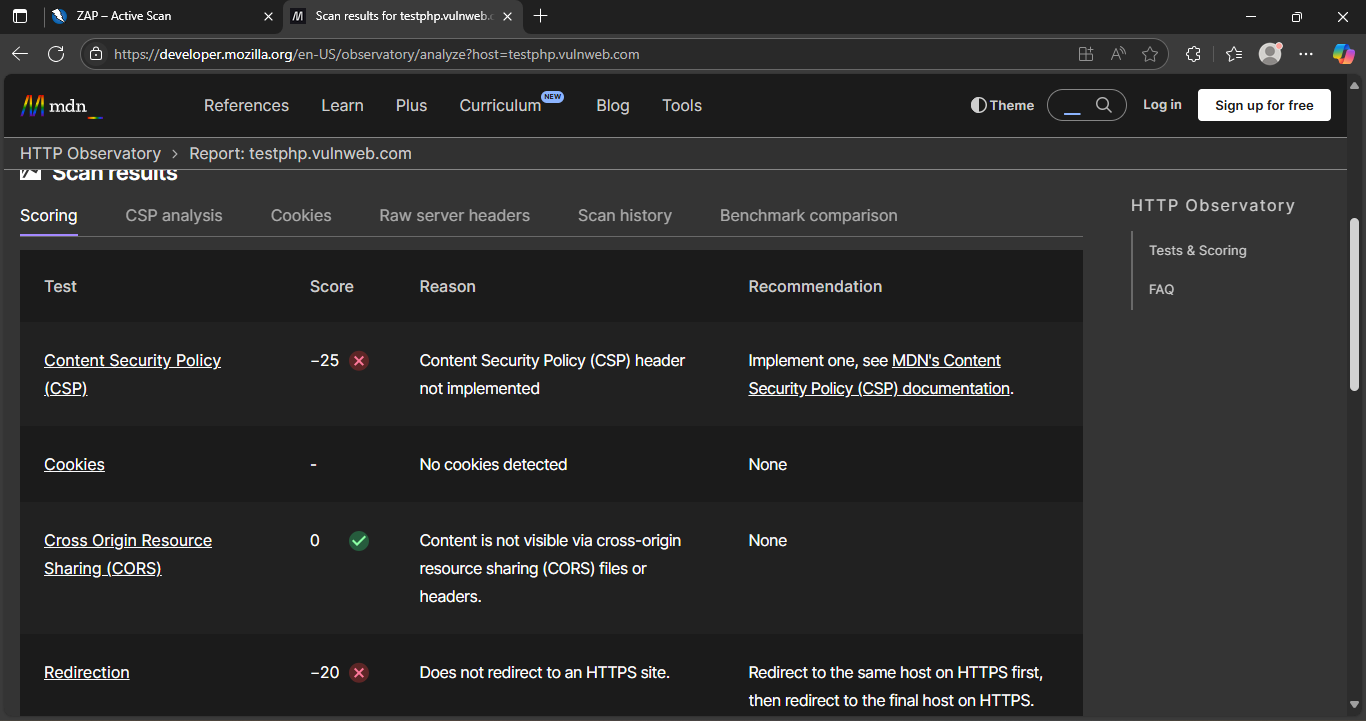 ZAP – Active Scan
Scan results for testphp.vulnweb.c
https://developer.mozilla.org/en-US/observatory/analyze?host=testphp.vulnweb.com
mdn_
References
Learn
Plus
Curriculum NEW
Blog
Tools
Theme
Log in
Sign up for free
HTTP Observatory > Report: testphp.vulnweb.com
Scan results
Scoring
CSP analysis
Cookies
Raw server headers
Scan history
Benchmark comparison
HTTP Observatory
Tests & Scoring
FAQ
Test Score Reason Recommendation
Content Security Policy −25 Content Security Policy (CSP) header Implement one, see MDN's Content
(CSP) not implemented Security Policy (CSP) documentation.
Cookies - No cookies detected None
Cross Origin Resource 0 Content is not visible via cross-origin None
Sharing (CORS) resource sharing (CORS) files or
headers.
Redirection −20 Does not redirect to an HTTPS site. Redirect to the same host on HTTPS first,
then redirect to the final host on HTTPS.